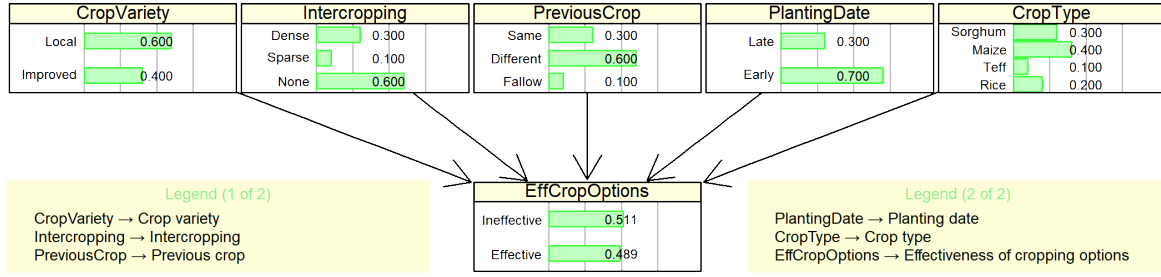 CropVariety
Local 0.600
Improved 0.400
Intercropping
Dense 0.300
Sparse 0.100
None 0.600
PreviousCrop
Same 0.300
Different 0.600
Fallow 0.100
PlantingDate
Late 0.300
Early 0.700
CropType
Sorghum 0.300
Maize 0.400
Teff 0.100
Rice 0.200
EffCropOptions
Ineffective 0.511
Effective 0.489
Legend (1 of 2)
CropVariety → Crop variety
Intercropping → Intercropping
PreviousCrop → Previous crop
Legend (2 of 2)
PlantingDate → Planting date
CropType → Crop type
EffCropOptions → Effectiveness of cropping options